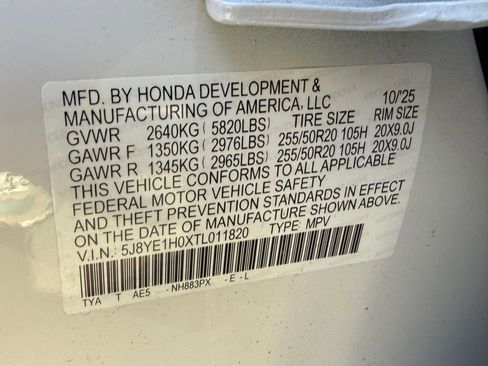 MFD. BY HONDA DEVELOPMENT & 10/'25
MANUFACTURING OF AMERICA, LLC
GVWR 2640KG ( 5820LBS) TIRE SIZE RIM SIZE
GAWR F 1350KG ( 2976LBS) 255/50R20 105H 20X9.0J
GAWR R 1345KG ( 2965LBS) 255/50R20 105H 20X9.0J
THIS VEHICLE CONFORMS TO ALL APPLICABLE
FEDERAL MOTOR VEHICLE SAFETY
AND THEFT PREVENTION STANDARDS IN EFFECT
ON THE DATE OF MANUFACTURE SHOWN ABOVE.
V.I.N.: 5J8YE1H0XTL011820 TYPE: MPV
TYA T AE5 - NH883PX - E - L